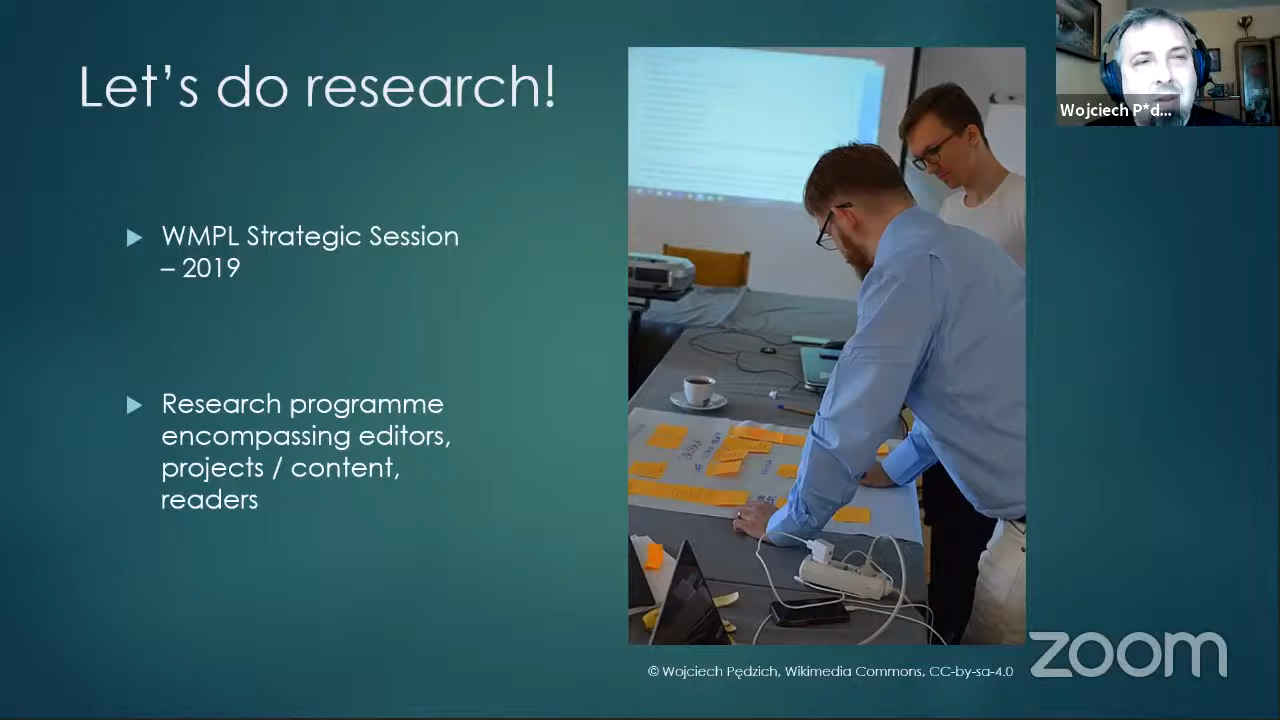 Let's do research!
WMPL Strategic Session
– 2019
Research programme
encompassing editors,
projects / content,
readers
Wojciech P*d...
© Wojciech Pędzich, Wikimedia Commons, CC-by-sa-4.0
zoom